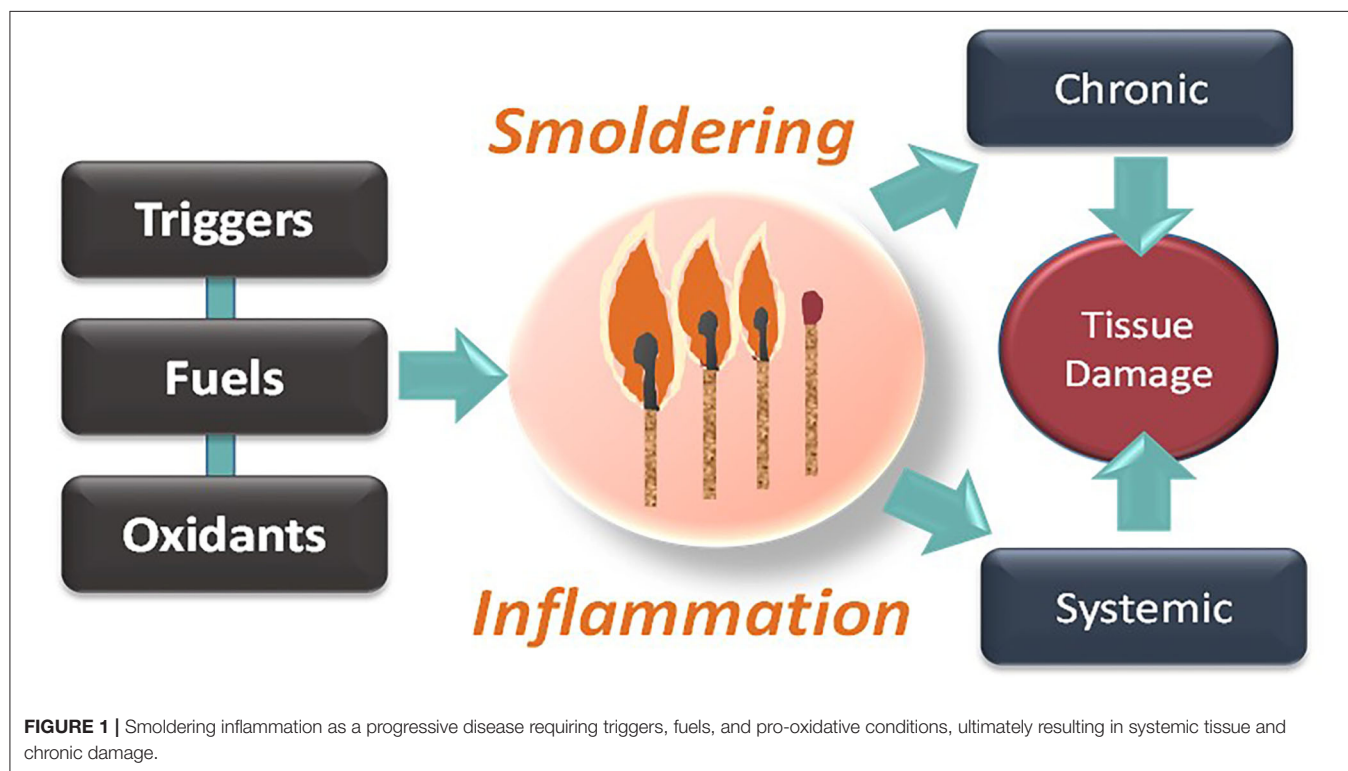 Smoldering
Triggers
Fuels
Oxidants
Inflammation
Chronic
Tissue
Damage
Systemic
FIGURE 1 | Smoldering inflammation as a progressive disease requiring triggers, fuels, and pro-oxidative conditions, ultimately resulting in systemic tissue and
chronic damage.